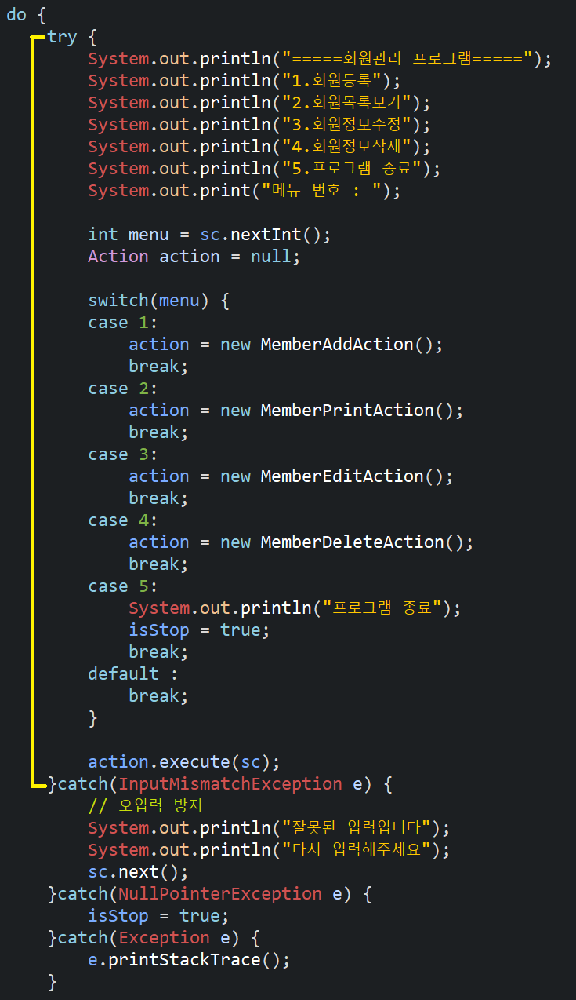 do {
try {
System.out.println("=====회원관리 프로그램=====");
System.out.println("1.회원등록");
System.out.println("2.회원목록보기");
System.out.println("3.회원정보수정");
System.out.println("4.회원정보삭제");
System.out.println("5.프로그램 종료");
System.out.print("메뉴 번호 : ");
int menu = sc.nextInt();
Action action = null;
switch(menu) {
case 1:
action = new MemberAddAction();
break;
case 2:
action = new MemberPrintAction();
break;
case 3:
action = new MemberEditAction();
break;
case 4:
action = new MemberDeleteAction();
break;
case 5:
System.out.println("프로그램 종료");
isStop = true;
break;
default :
break;
}
action.execute(sc);
}catch(InputMismatchException e) {
// 오입력 방지
System.out.println("잘못된 입력입니다");
System.out.println("다시 입력해주세요");
sc.next();
}catch(NullPointerException e) {
isStop = true;
}catch(Exception e) {
e.printStackTrace();
}